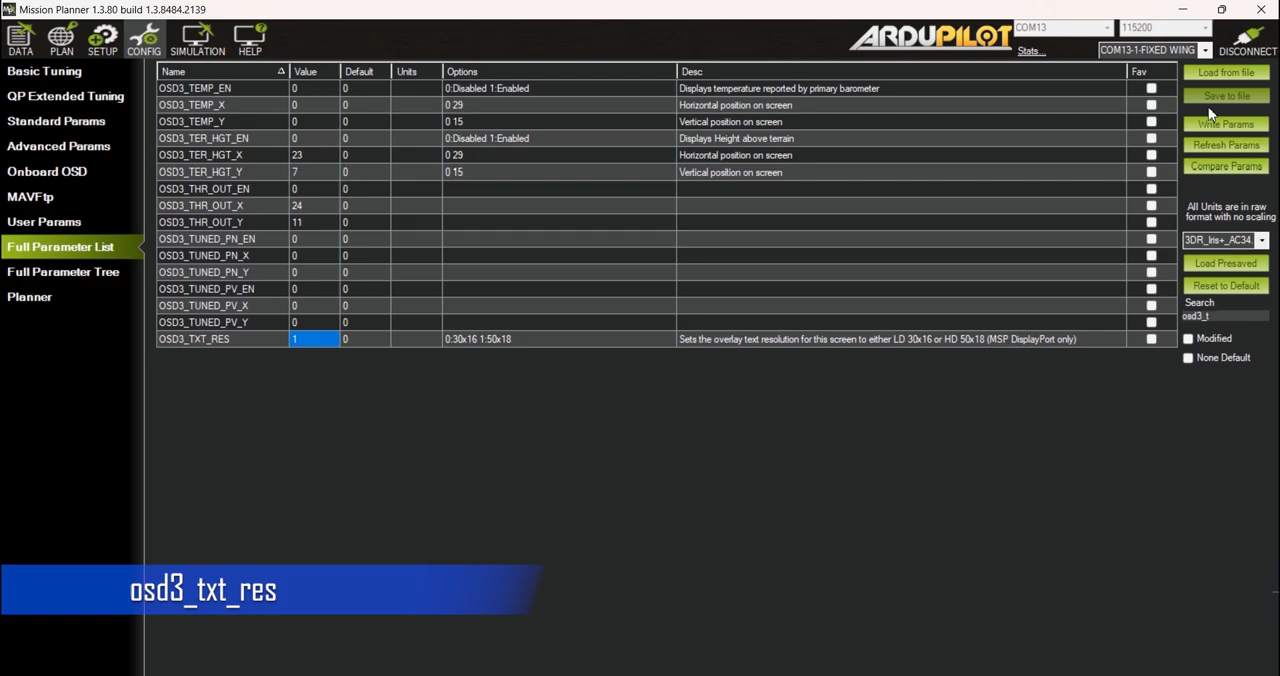 Mission Planner 1.3.80 build 1.3.8484.2139
DATA PLAN SETUP CONFIG SIMULATION HELP
ARDUPILOT
COM13 115200
Stats... COM13-1-FIXED WING DISCONNECT
Basic Tuning
QP Extended Tuning
Standard Params
Advanced Params
Onboard OSD
MAVFtp
User Params
Full Parameter List
Full Parameter Tree
Planner
Name Value Default Units Options Desc Fav
OSD3_TEMP_EN 0 0 0:Disabled 1:Enabled Displays temperature reported by primary barometer
OSD3_TEMP_X 0 0 0 29 Horizontal position on screen
OSD3_TEMP_Y 0 0 0 15 Vertical position on screen
OSD3_TER_HGT_EN 0 0 0:Disabled 1:Enabled Displays Height above terrain
OSD3_TER_HGT_X 23 0 0 29 Horizontal position on screen
OSD3_TER_HGT_Y 7 0 0 15 Vertical position on screen
OSD3_THR_OUT_EN 0 0
OSD3_THR_OUT_X 24 0
OSD3_THR_OUT_Y 11 0
OSD3_TUNED_PN_EN 0 0
OSD3_TUNED_PN_X 0 0
OSD3_TUNED_PN_Y 0 0
OSD3_TUNED_PV_EN 0 0
OSD3_TUNED_PV_X 0 0
OSD3_TUNED_PV_Y 0 0
OSD3_TXT_RES 1 0 0:30x16 1:50x18 Sets the overlay text resolution for this screen to either LD 30x16 or HD 50x18 (MSP DisplayPort only)
Load from file
Save to file
Write Params
Refresh Params
Compare Params
All Units are in raw
format with no scaling
3DR_Iris+_AC34.
Load Presaved
Reset to Default
Search
osd3_t
Modified
None Default
osd3_txt_res